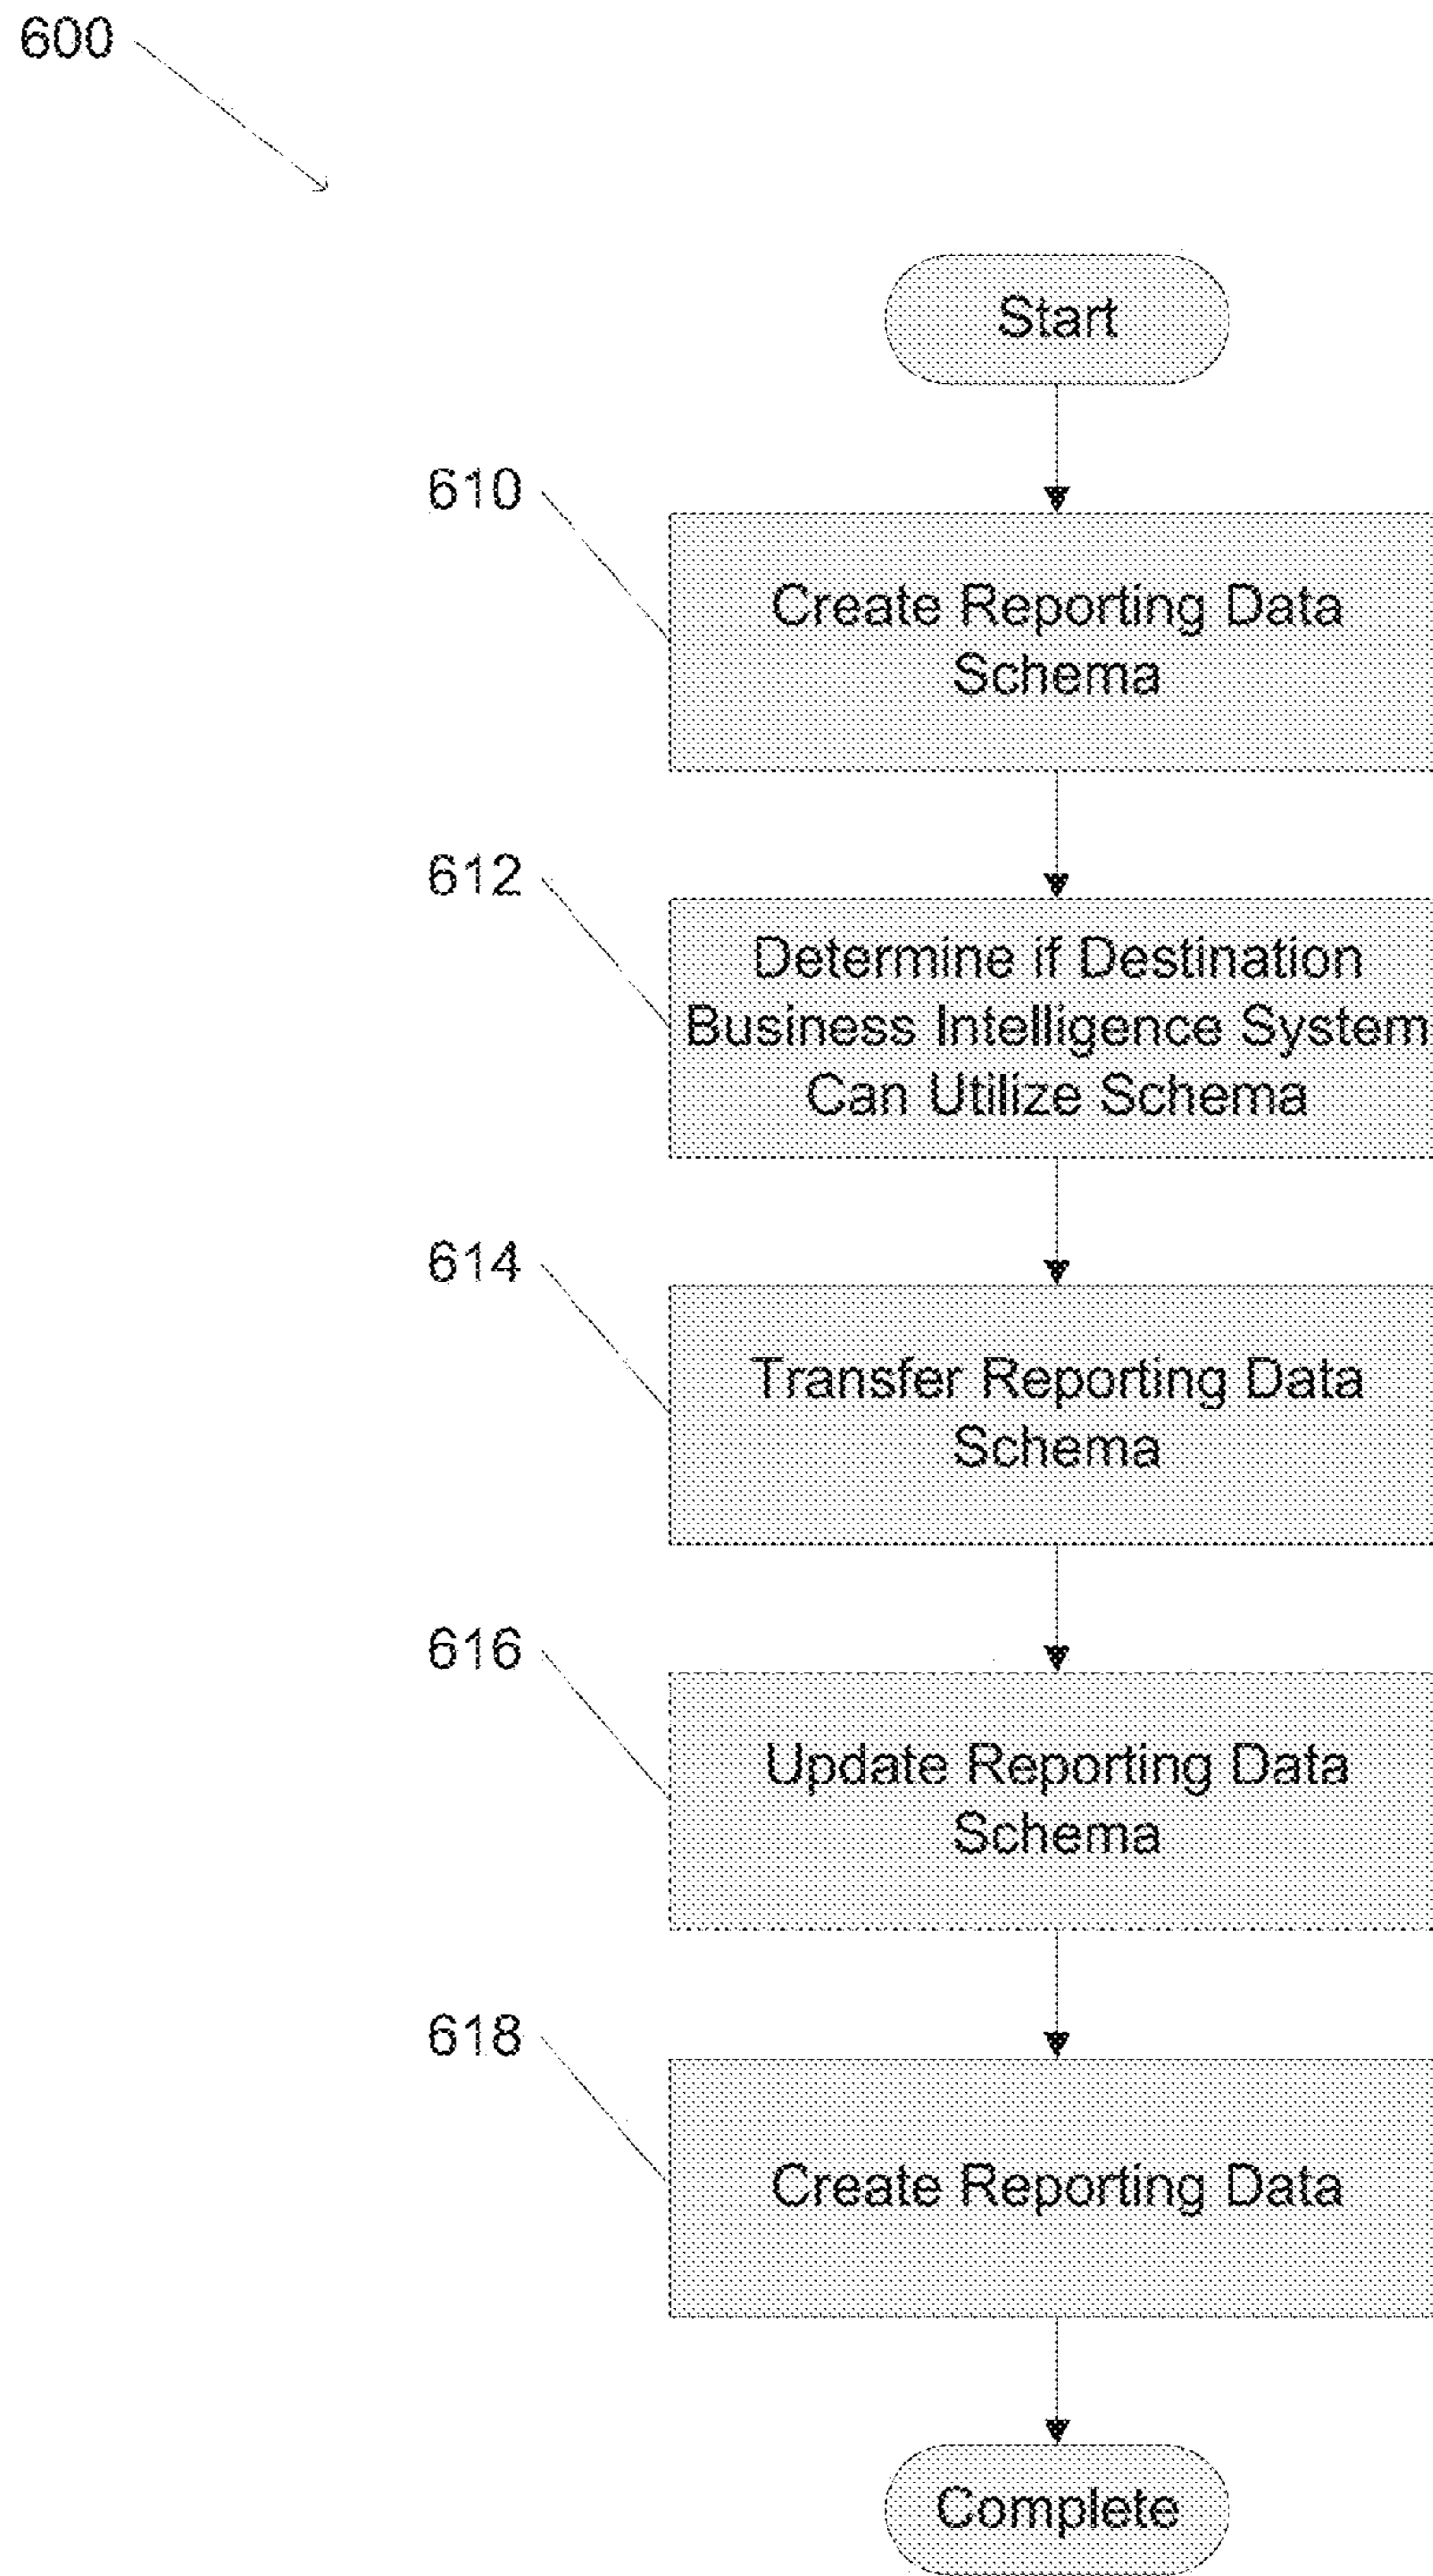 600
Start
610
Create Reporting Data
Schema
612
Determine if Destination
Business Intelligence System
Can Utilize Schema
614
Transfer Reporting Data
Schema
616
Update Reporting Data
Schema
618
Create Reporting Data
Complete